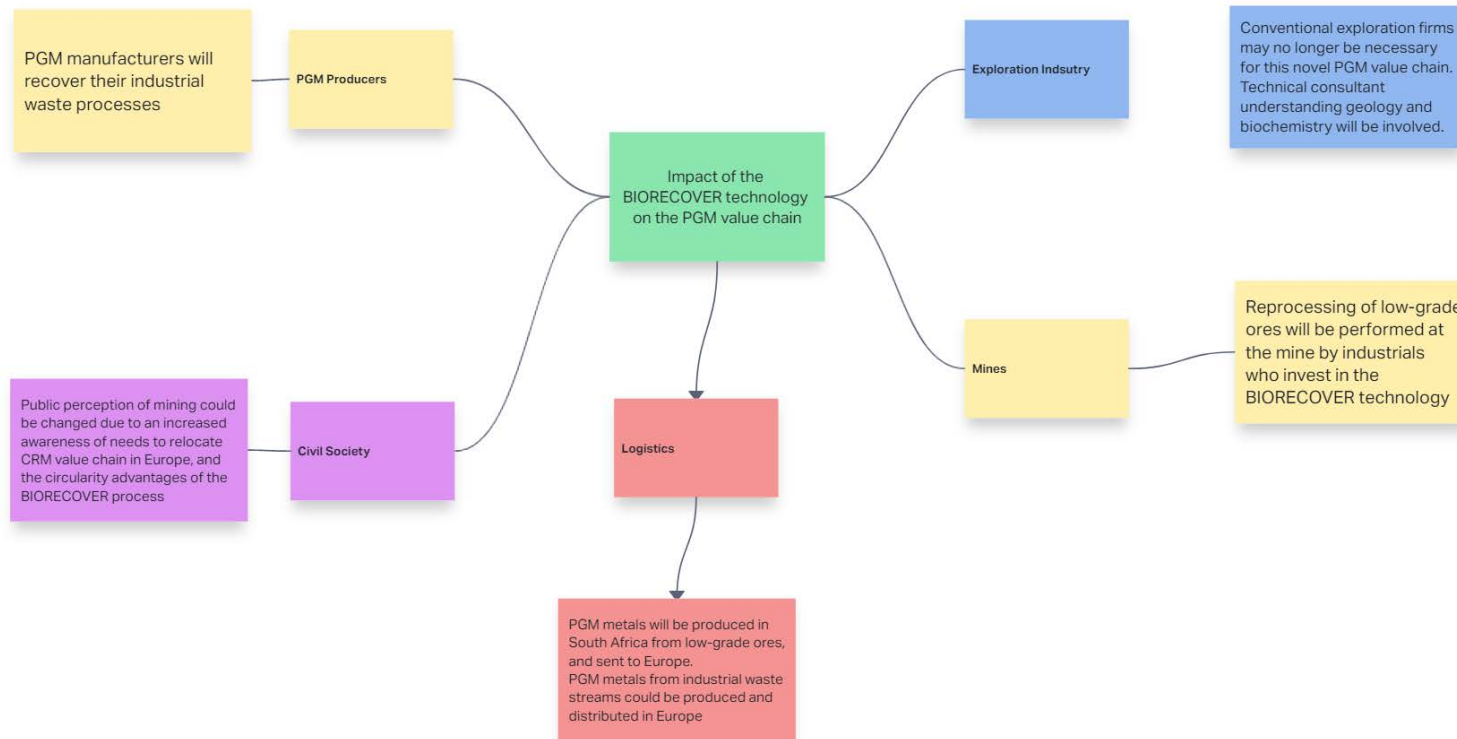 PGM manufacturers will
recover their industrial
waste processes
PGM Producers
Impact of the
BIORECOVER technology
on the PGM value chain
Exploration Indsutry
Conventional exploration firms
may no longer be necessary
for this novel PGM value chain.
Technical consultant
understanding geology and
biochemistry will be involved.
Public perception of mining could
be changed due to an increased
awareness of needs to relocate
CRM value chain in Europe, and
the circularity advantages of the
BIORECOVER process
Civil Society
Logistics
Mines
Reprocessing of low-grade
ores will be performed at
the mine by industrials
who invest in the
BIORECOVER technology
PGM metals will be produced in
South Africa from low-grade ores,
and sent to Europe.
PGM metals from industrial waste
streams could be produced and
distributed in Europe